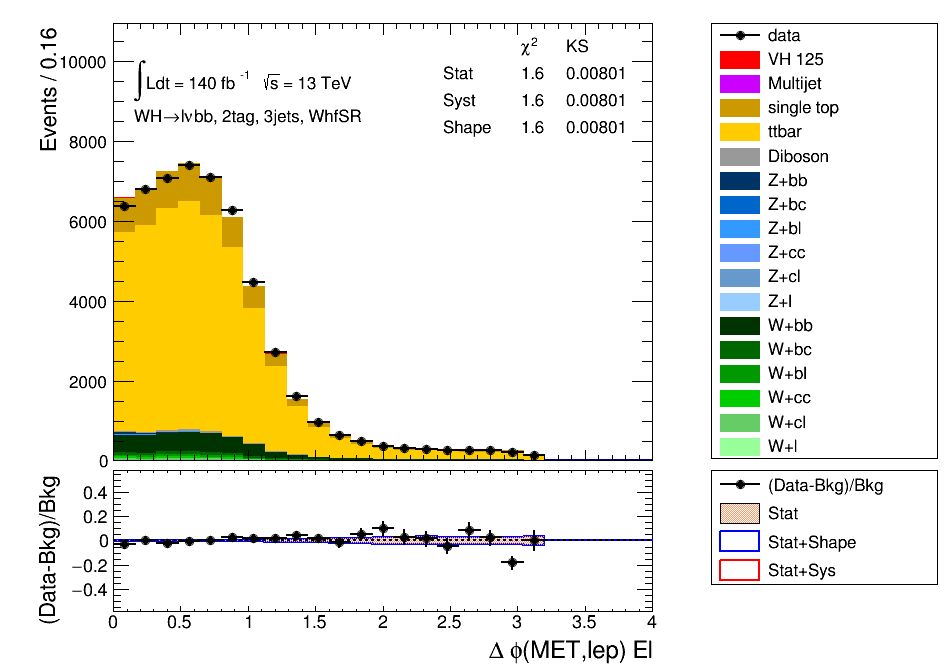 Events / 0.16
10000
8000
6000
4000
2000
0
∫Ldt = 140 fb⁻¹ √s = 13 TeV
WH→lνbb, 2tag, 3jets, WhfSR
χ² KS
Stat 1.6 0.00801
Syst 1.6 0.00801
Shape 1.6 0.00801
data
VH 125
Multijet
single top
ttbar
Diboson
Z+bb
Z+bc
Z+bl
Z+cc
Z+cl
Z+l
W+bb
W+bc
W+bl
W+cc
W+cl
W+l
(Data-Bkg)/Bkg
0.4
0.2
0
−0.2
−0.4
0 0.5 1 1.5 2 2.5 3 3.5 4
Δ ϕ(MET,lep) El
(Data-Bkg)/Bkg
Stat
Stat+Shape
Stat+Sys